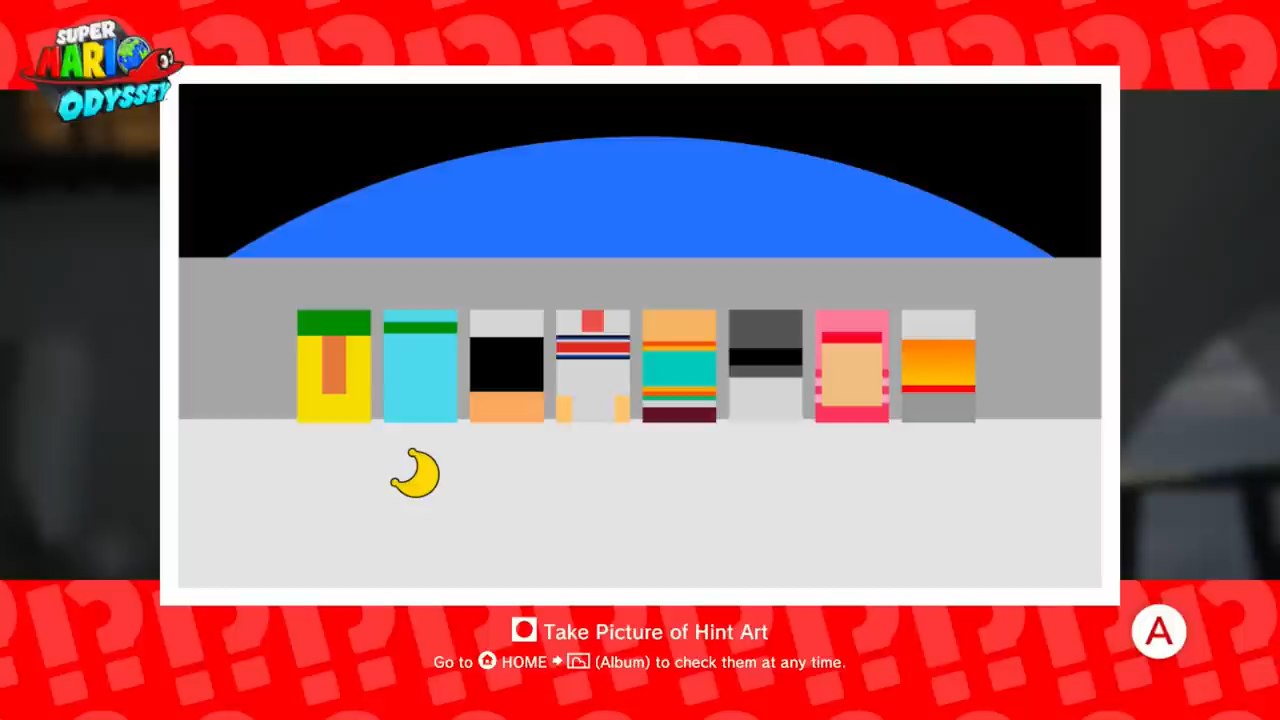 SUPER
MARIO
ODYSSEY
Take Picture of Hint Art
Go to HOME ➡ (Album) to check them at any time.
A